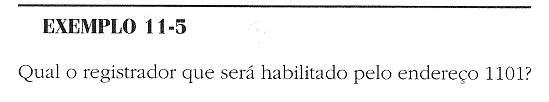 EXEMPLO 11-5
Qual o registrador que será habilitado pelo endereço 1101?